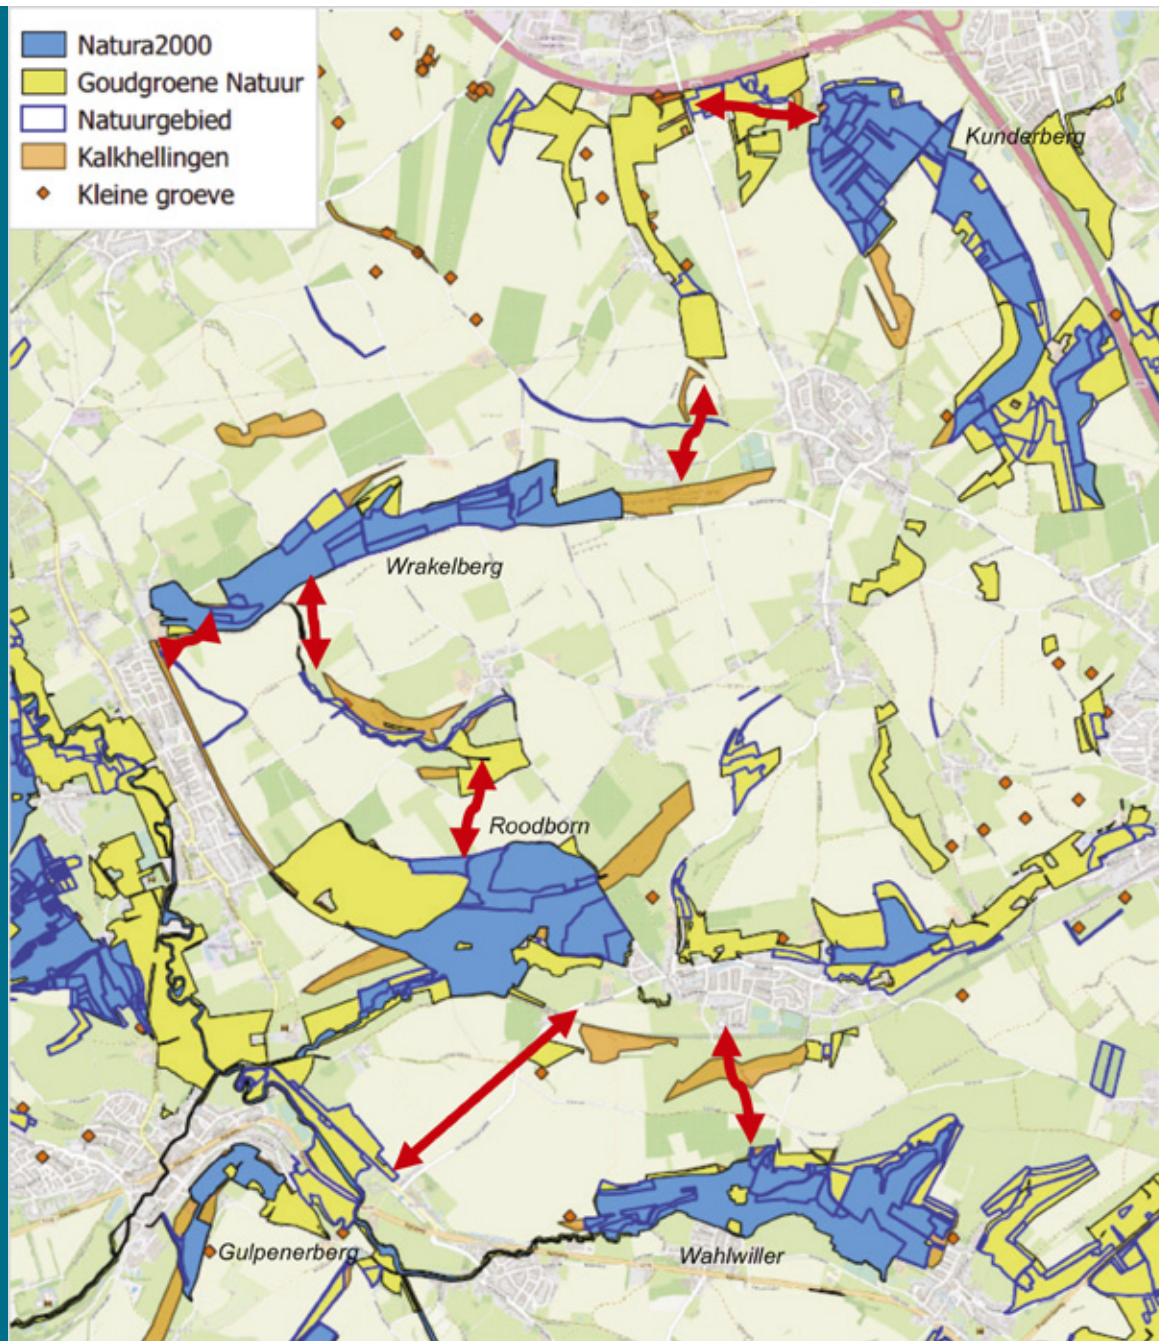 Natura2000
Goudgroene Natuur
Natuurgebied
Kalkhellingen
Kleine groeve
Kunderberg
Wrakelberg
Roodborn
Gulpenerberg
Wahlwiller